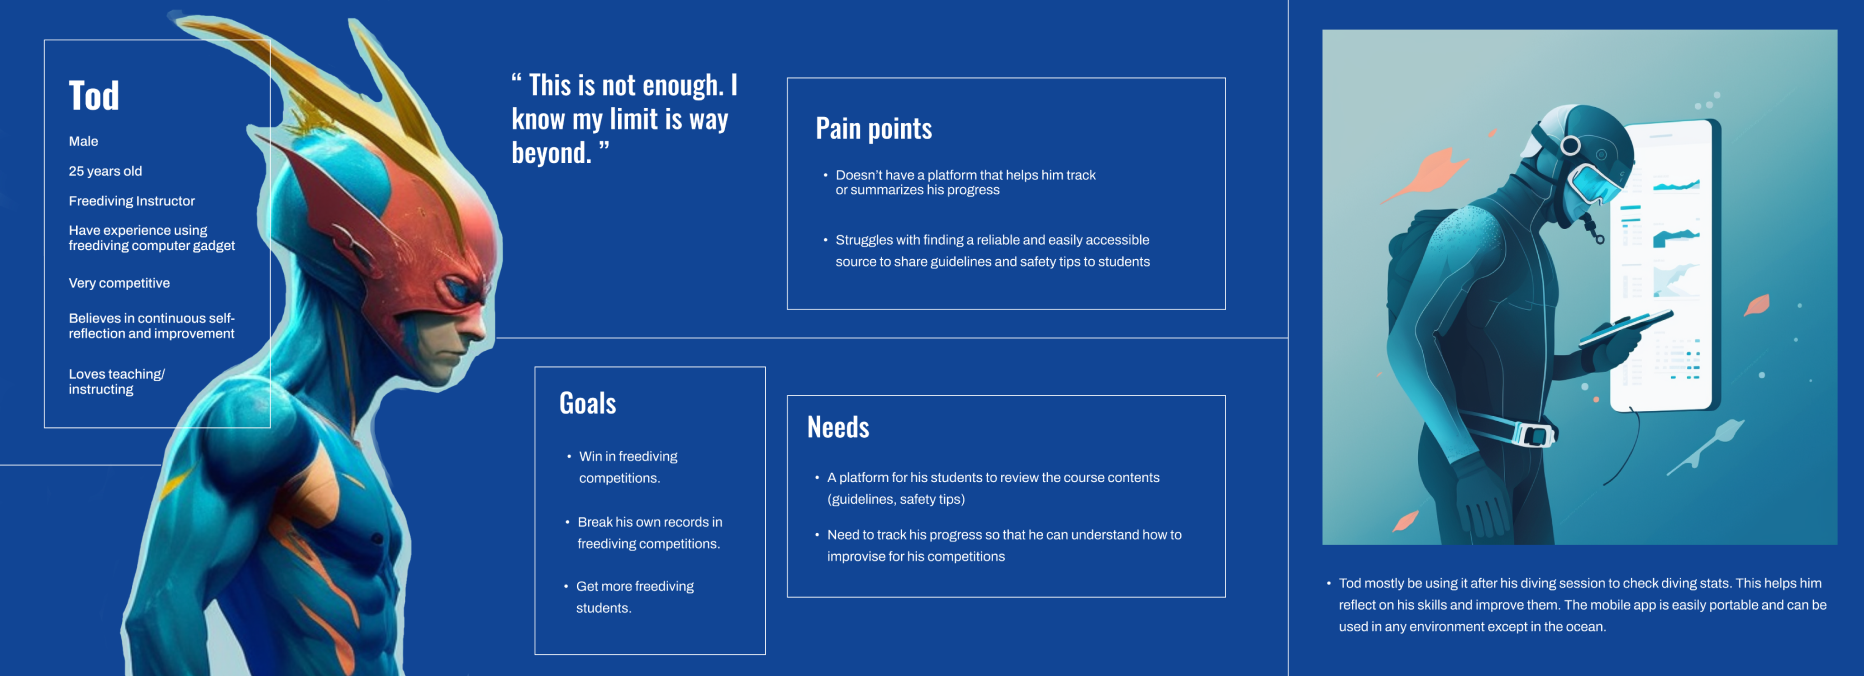 Tod
Male
25 years old
Freediving Instructor
Have experience using
freediving computer gadget
Very competitive
Believes in continuous self-
reflection and improvement
Loves teaching/
instructing
“ This is not enough. I
know my limit is way
beyond. ”
Pain points
• Doesn’t have a platform that helps him track
or summarizes his progress
• Struggles with finding a reliable and easily accessible
source to share guidelines and safety tips to students
Goals
• Win in freediving
competitions.
• Break his own records in
freediving competitions.
• Get more freediving
students.
Needs
• A platform for his students to review the course contents
(guidelines, safety tips)
• Need to track his progress so that he can understand how to
improvise for his competitions
• Tod mostly be using it after his diving session to check diving stats. This helps him
reflect on his skills and improve them. The mobile app is easily portable and can be
used in any environment except in the ocean.